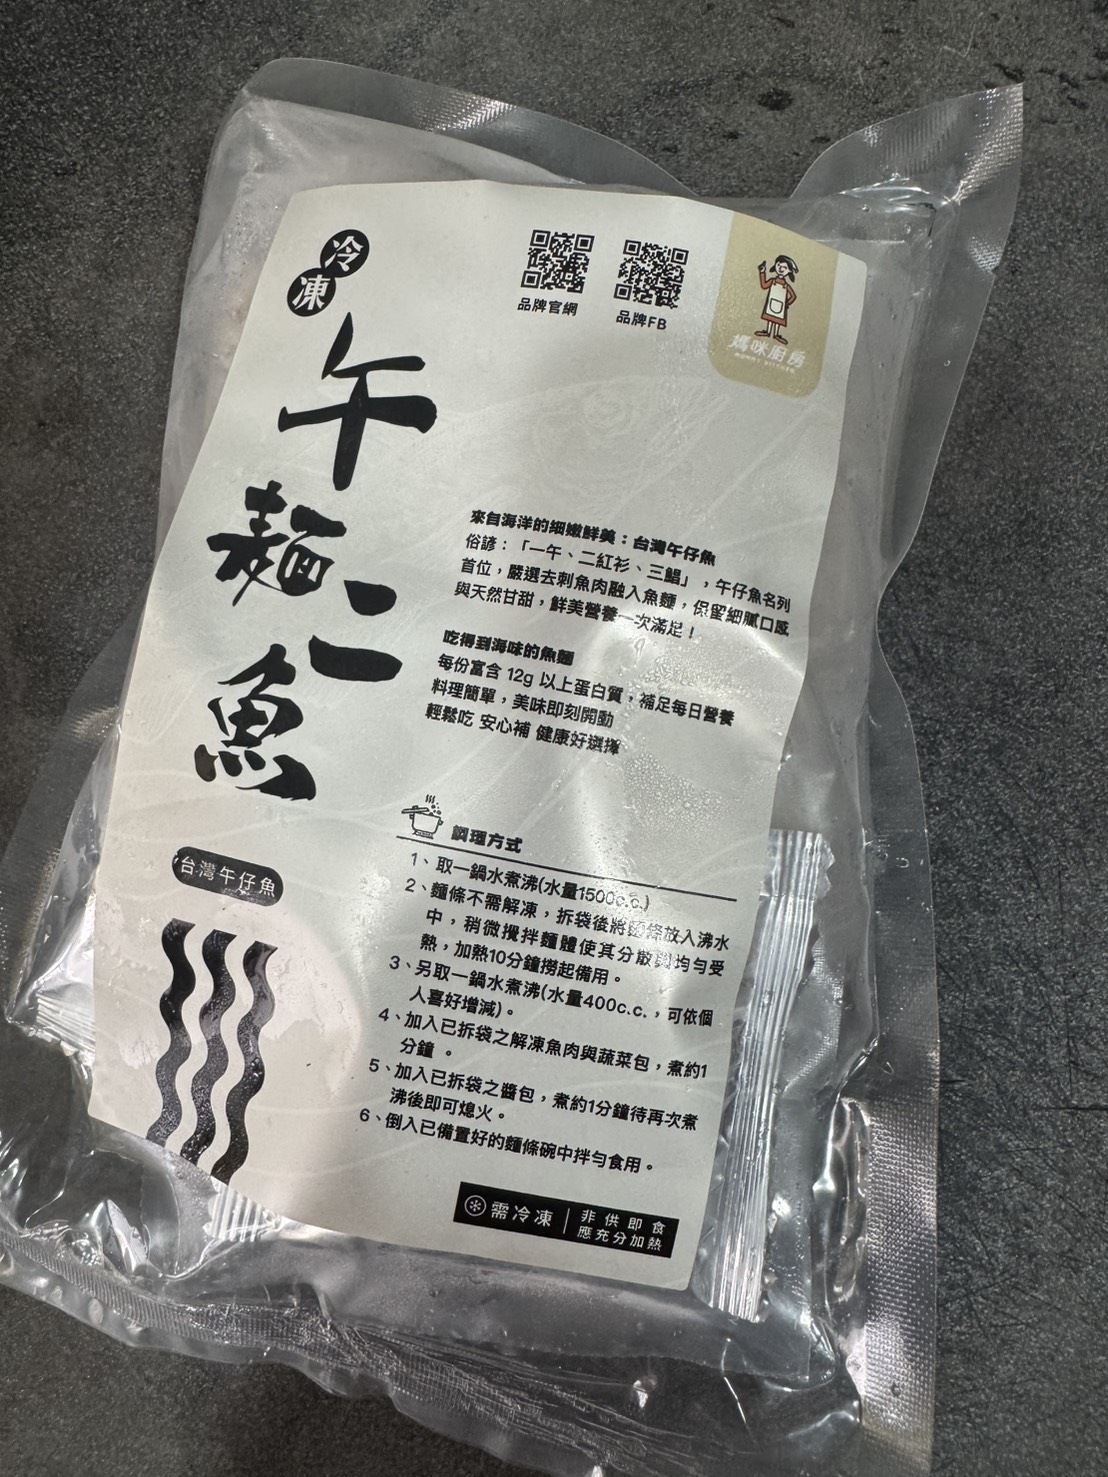 冷凍
午麵二魚
台灣午仔魚
品牌官網
品牌FB
媽咪廚房
來自海洋的細嫩鮮美：台灣午仔魚
俗諺：「一午、二紅衫、三鯧」，午仔魚名列
首位，嚴選去刺魚肉融入魚麵，保留細膩口感
與天然甘甜，鮮美營養一次滿足！
吃得到海味的魚麵
每份富含 12g 以上蛋白質，補足每日營養
料理簡單，美味即刻開動
輕鬆吃 安心補 健康好選擇
調理方式
1、取一鍋水煮沸(水量1500c.c.)
2、麵條不需解凍，拆袋後將麵條放入沸水
中，稍微攪拌麵體使其分散與均勻受
熱，加熱10分鐘撈起備用。
3、另取一鍋水煮沸(水量400c.c.，可依個
人喜好增減)。
4、加入已拆袋之解凍魚肉與蔬菜包，煮約1
分鐘 。
5、加入已拆袋之醬包，煮約1分鐘待再次煮
沸後即可熄火。
6、倒入已備置好的麵條碗中拌勻食用。
需冷凍
非供即食
應充分加熱